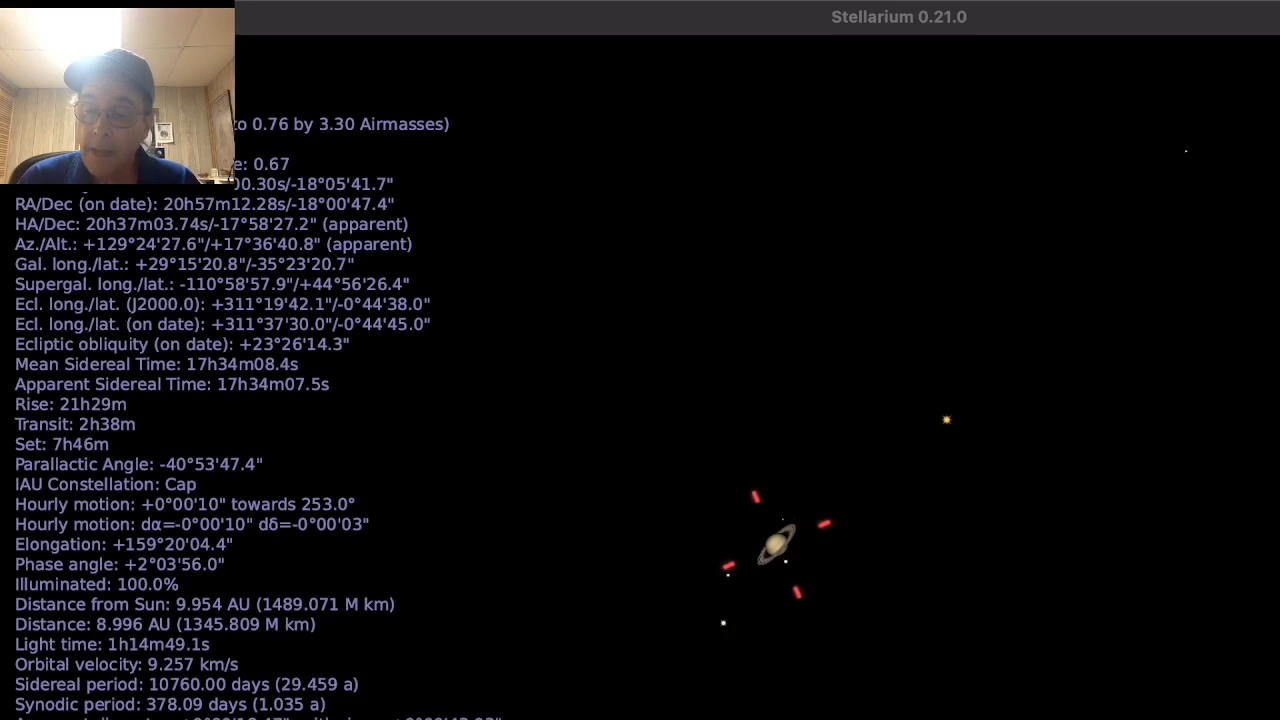 Stellarium 0.21.0
to 0.76 by 3.30 Airmasses)
e: 0.67
00.30s/-18°05'41.7"
RA/Dec (on date): 20h57m12.28s/-18°00'47.4"
HA/Dec: 20h37m03.74s/-17°58'27.2" (apparent)
Az./Alt.: +129°24'27.6"/+17°36'40.8" (apparent)
Gal. long./lat.: +29°15'20.8"/-35°23'20.7"
Supergal. long./lat.: -110°58'57.9"/+44°56'26.4"
Ecl. long./lat. (J2000.0): +311°19'42.1"/-0°44'38.0"
Ecl. long./lat. (on date): +311°37'30.0"/-0°44'45.0"
Ecliptic obliquity (on date): +23°26'14.3"
Mean Sidereal Time: 17h34m08.4s
Apparent Sidereal Time: 17h34m07.5s
Rise: 21h29m
Transit: 2h38m
Set: 7h46m
Parallactic Angle: -40°53'47.4"
IAU Constellation: Cap
Hourly motion: +0°00'10" towards 253.0°
Hourly motion: dα=-0°00'10" dδ=-0°00'03"
Elongation: +159°20'04.4"
Phase angle: +2°03'56.0"
Illuminated: 100.0%
Distance from Sun: 9.954 AU (1489.071 M km)
Distance: 8.996 AU (1345.809 M km)
Light time: 1h14m49.1s
Orbital velocity: 9.257 km/s
Sidereal period: 10760.00 days (29.459 a)
Synodic period: 378.09 days (1.035 a)